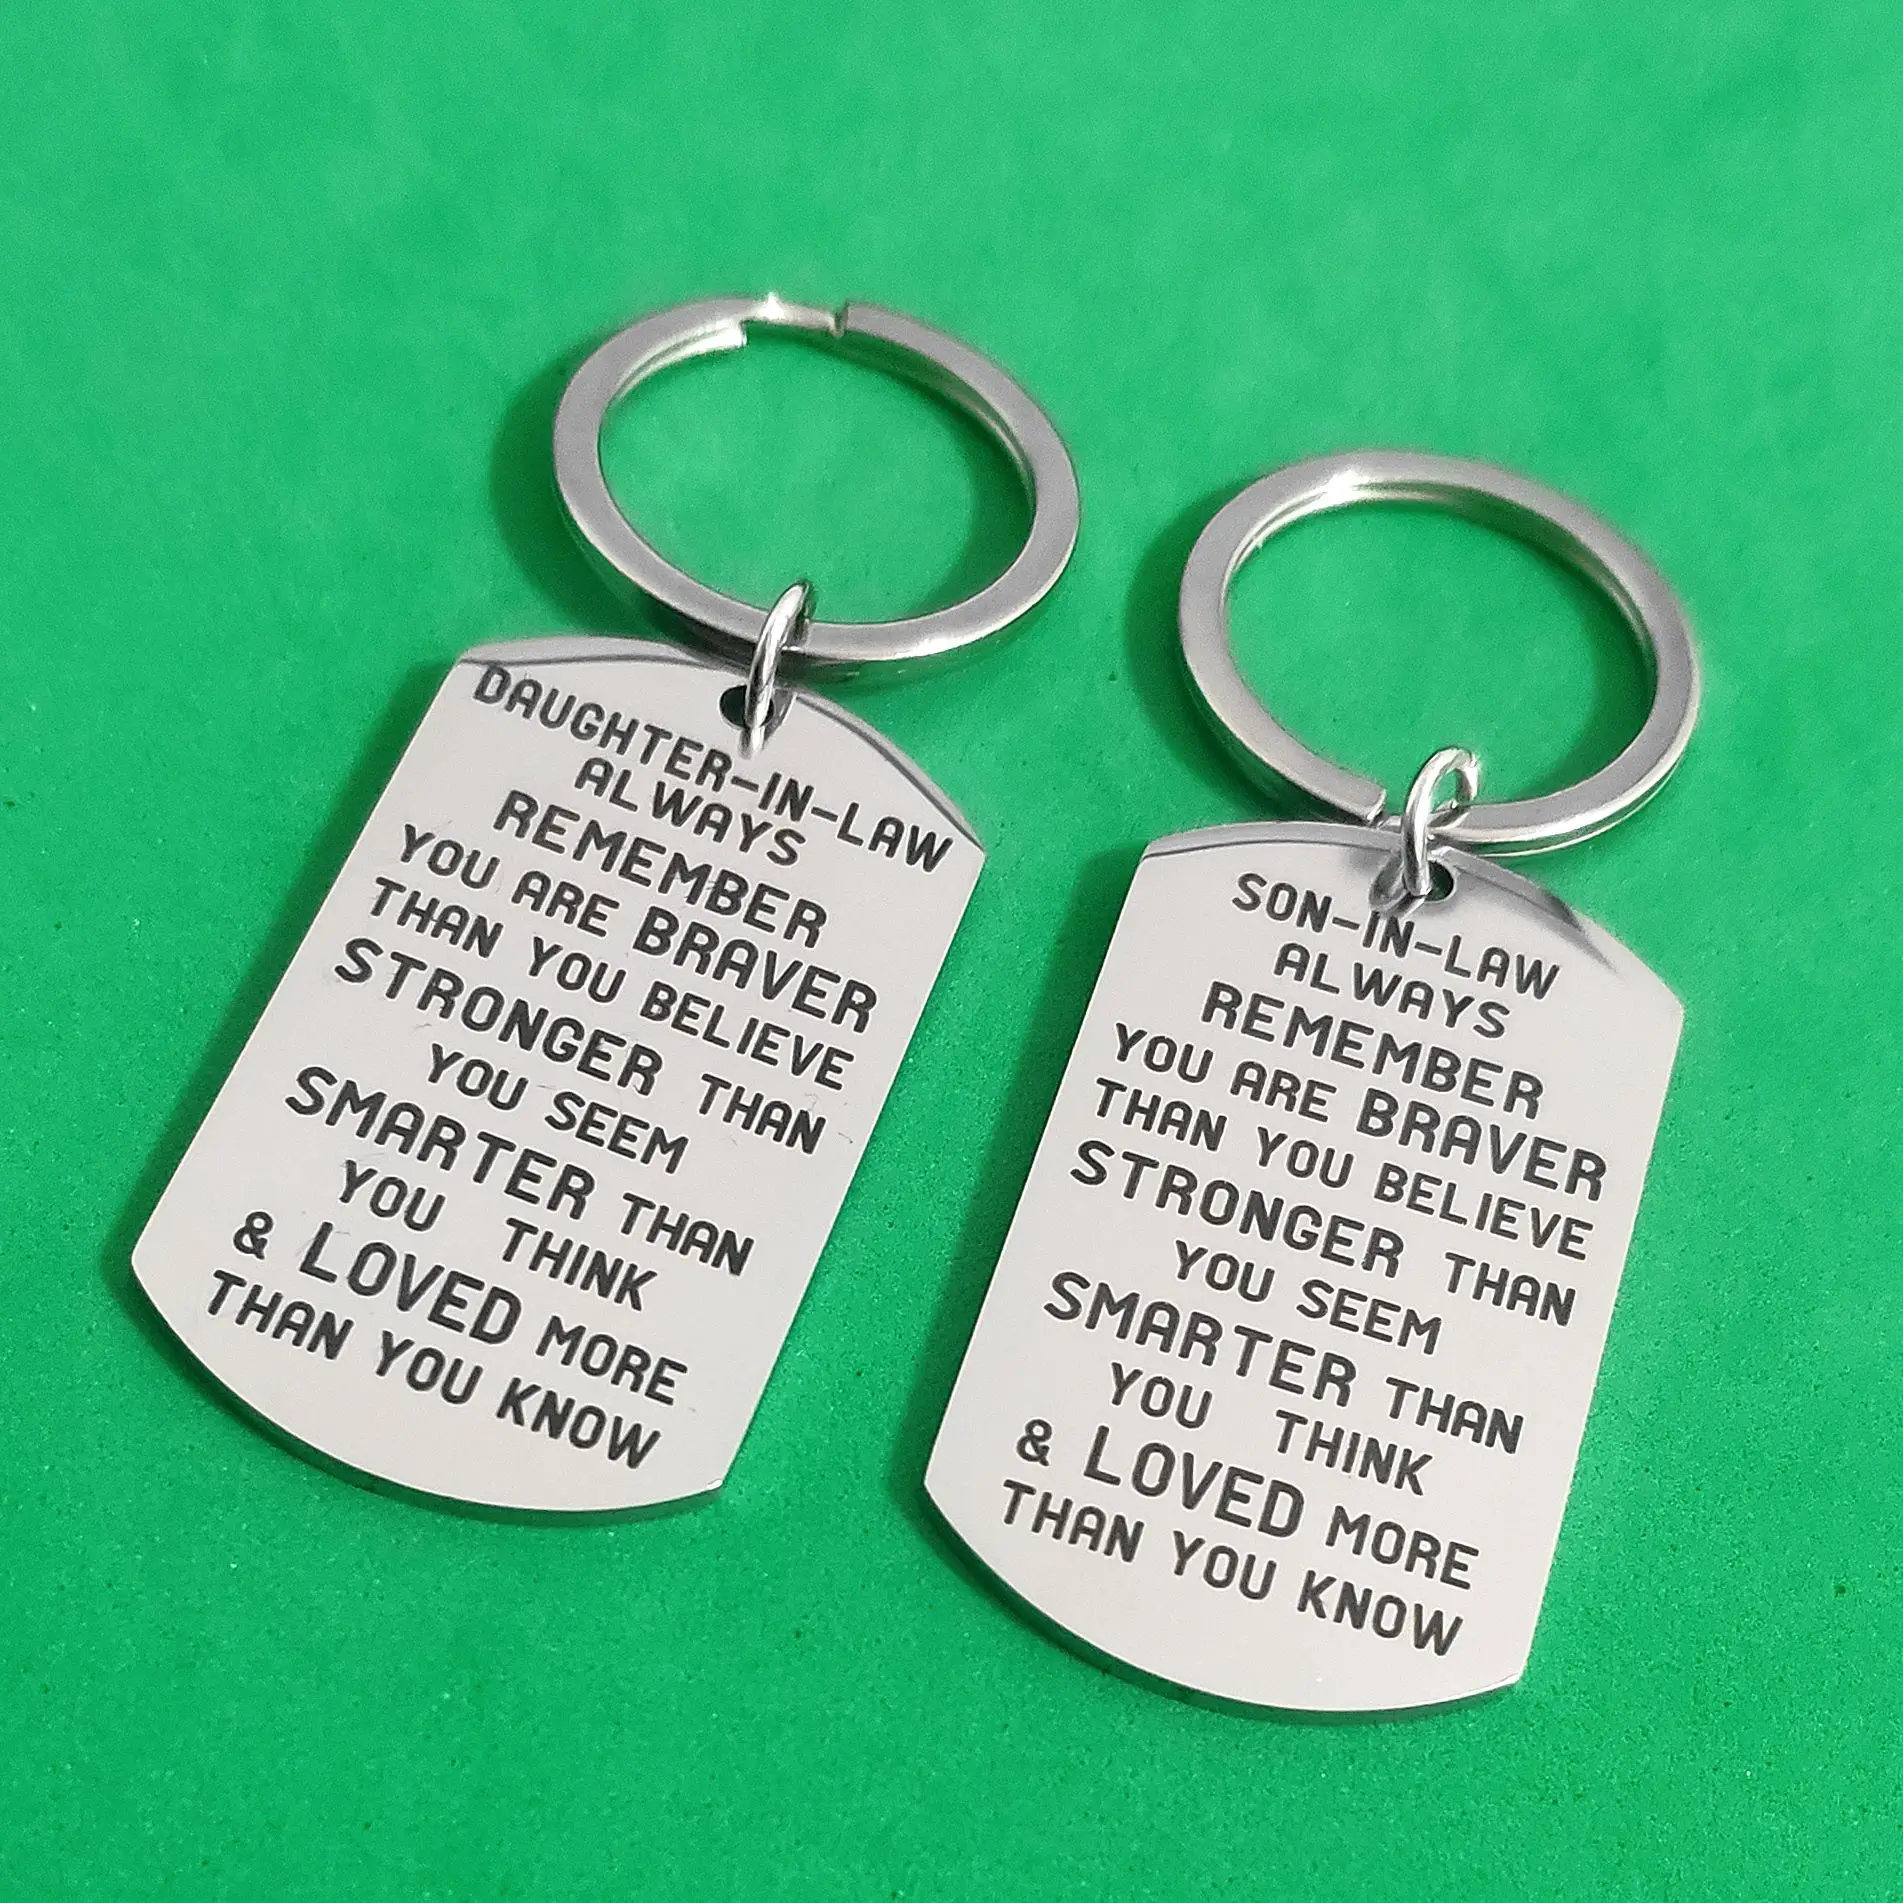 DAUGHTER-IN-LAW
ALWAYS
REMEMBER
YOU ARE BRAVER
THAN YOU BELIEVE
STRONGER THAN
YOU SEEM
SMARTER THAN
YOU THINK
& LOVED MORE
THAN YOU KNOW
SON-IN-LAW
ALWAYS
REMEMBER
YOU ARE BRAVER
THAN YOU BELIEVE
STRONGER THAN
YOU SEEM
SMARTER THAN
YOU THINK
& LOVED MORE
THAN YOU KNOW